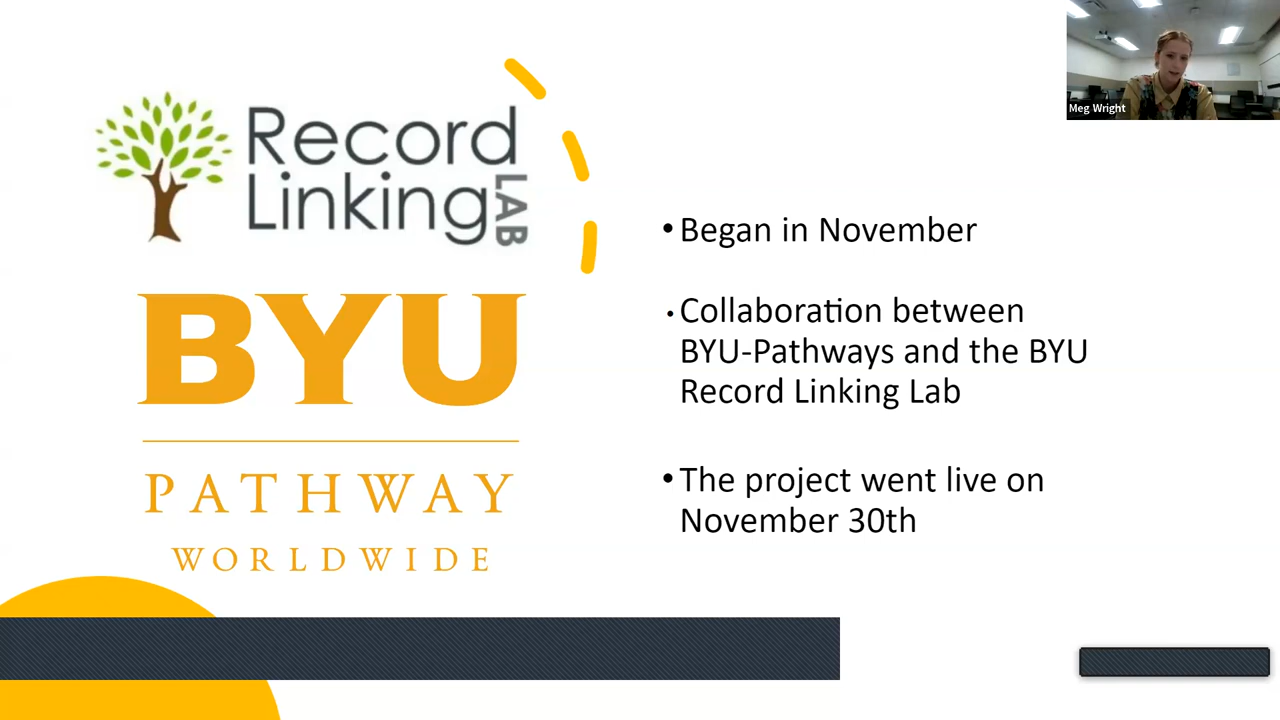 Record
Linking
LAB
BYU
PATHWAY
WORLDWIDE
•Began in November
•Collaboration between
BYU-Pathways and the BYU
Record Linking Lab
•The project went live on
November 30th
Meg Wright